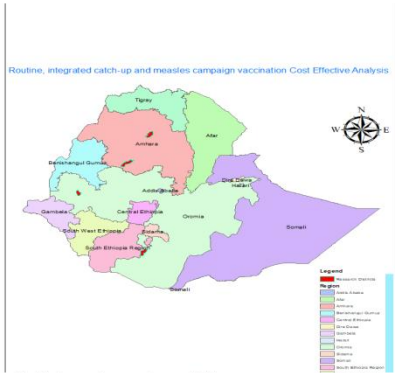 Routine, integrated catch-up and measles campaign vaccination Cost Effective Analysis
N
W E
S
Tigray
Afar
Amhara
Benishangul Gumuz
Dire Dawa
Harari
Addis Ababa
Gambela
Central Ethiopia
Oromia
Somali
South West Ethiopia
Sidama
South Ethiopia Region
Somali
Legend
Research Districts
Region
Addis Ababa
Afar
Amhara
Benishangul Gumuz
Central Ethiopia
Dire Dawa
Gambela
Harari
Oromia
Sidama
Somali
South Ethiopia Region